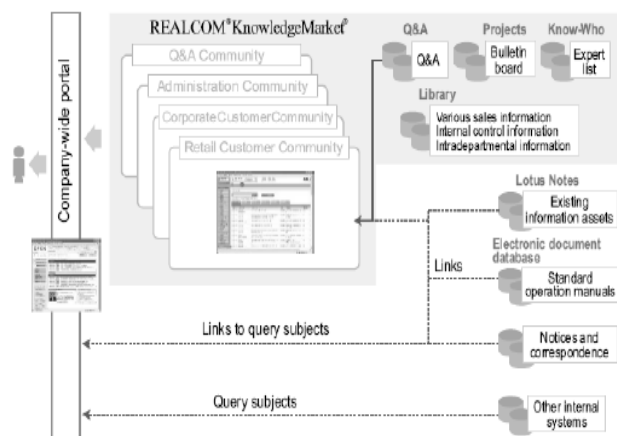 REALCOM® KnowledgeMarket®
Q&A
Projects
Know-Who
Q&A
Bulletin
board
Expert
list
Library
Various sales information
Internal control information
Intradepartmental information
Q&A Community
Administration Community
CorporateCustomerCommunity
Retail Customer Community
Company-wide portal
Lotus Notes
Existing
information assets
Electronic document
database
Links
Standard
operation manuals
Links to query subjects
Notices and
correspondence
Query subjects
Other internal
systems